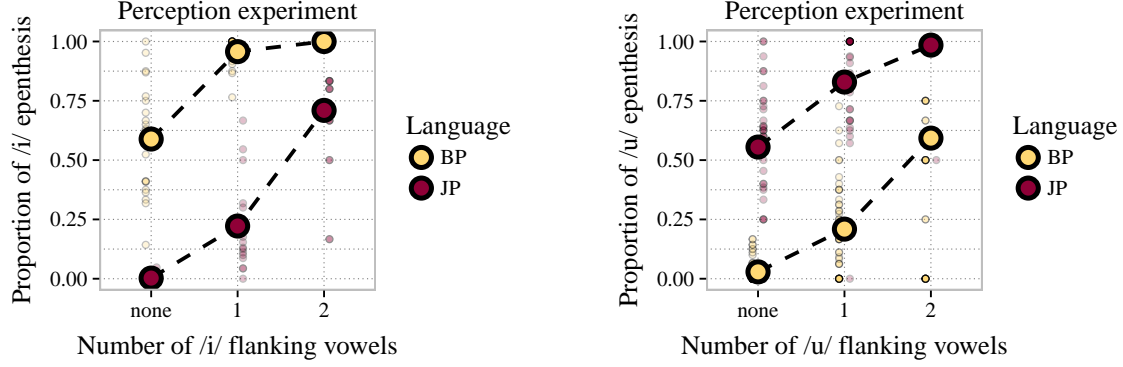 Perception experiment
Proportion of /i/ epenthesis
1.00
0.75
0.50
0.25
0.00
none
1
2
Number of /i/ flanking vowels
Language
BP
JP
Perception experiment
Proportion of /u/ epenthesis
1.00
0.75
0.50
0.25
0.00
none
1
2
Number of /u/ flanking vowels
Language
BP
JP